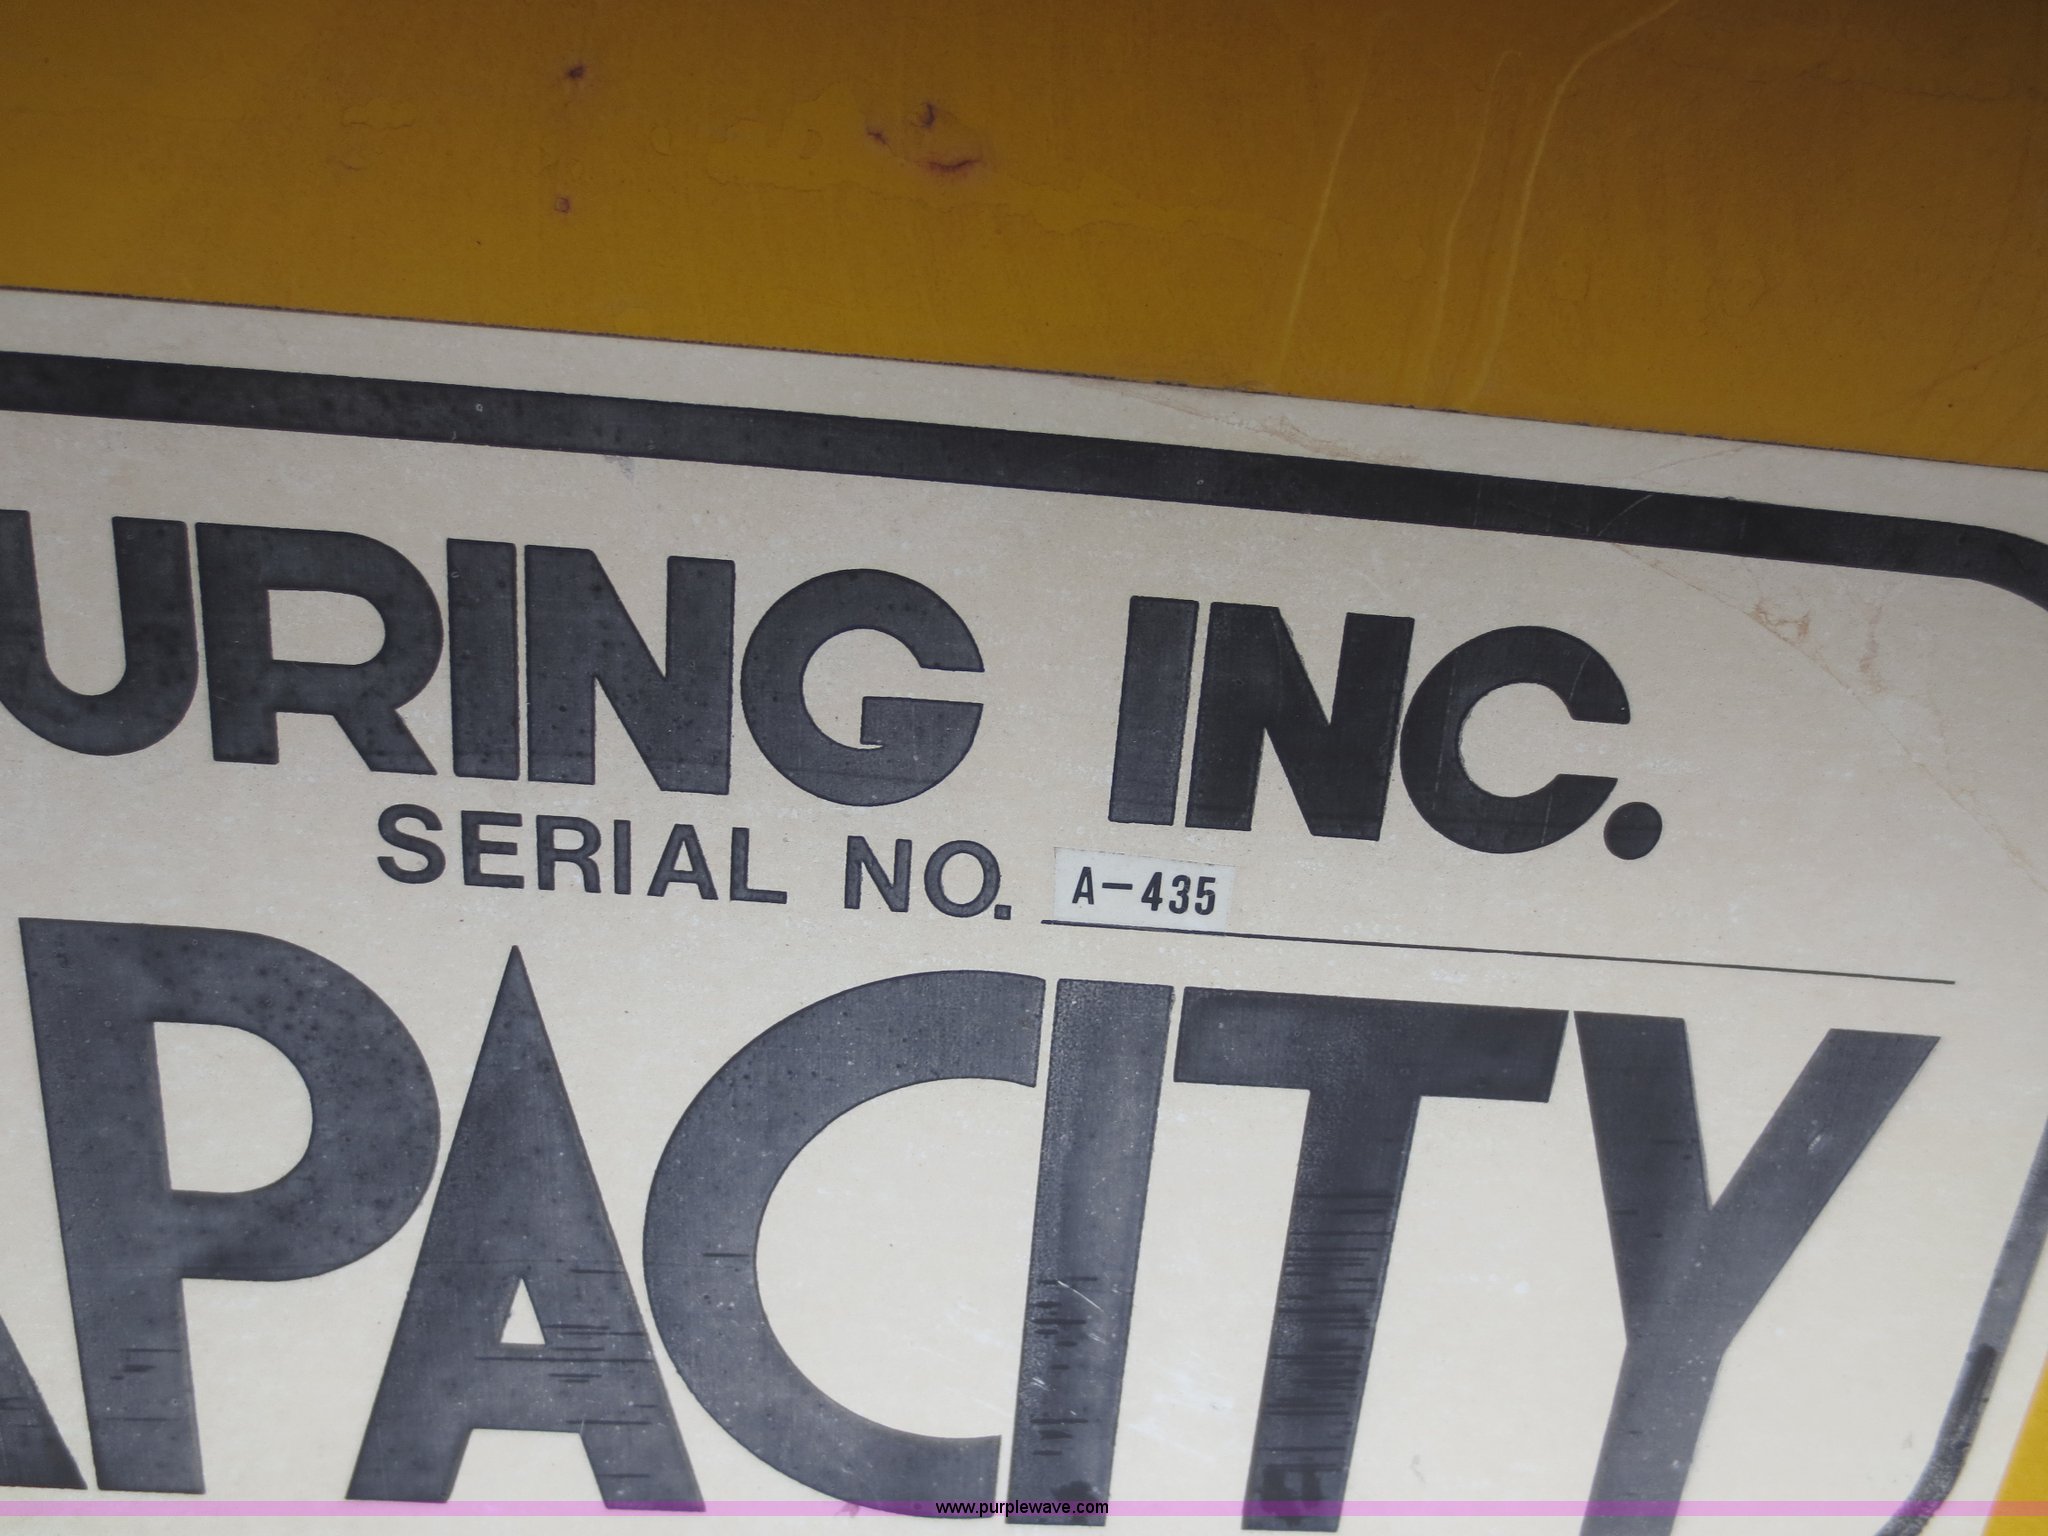 URING INC.
SERIAL NO. A-435
APACITY
www.purplewave.com